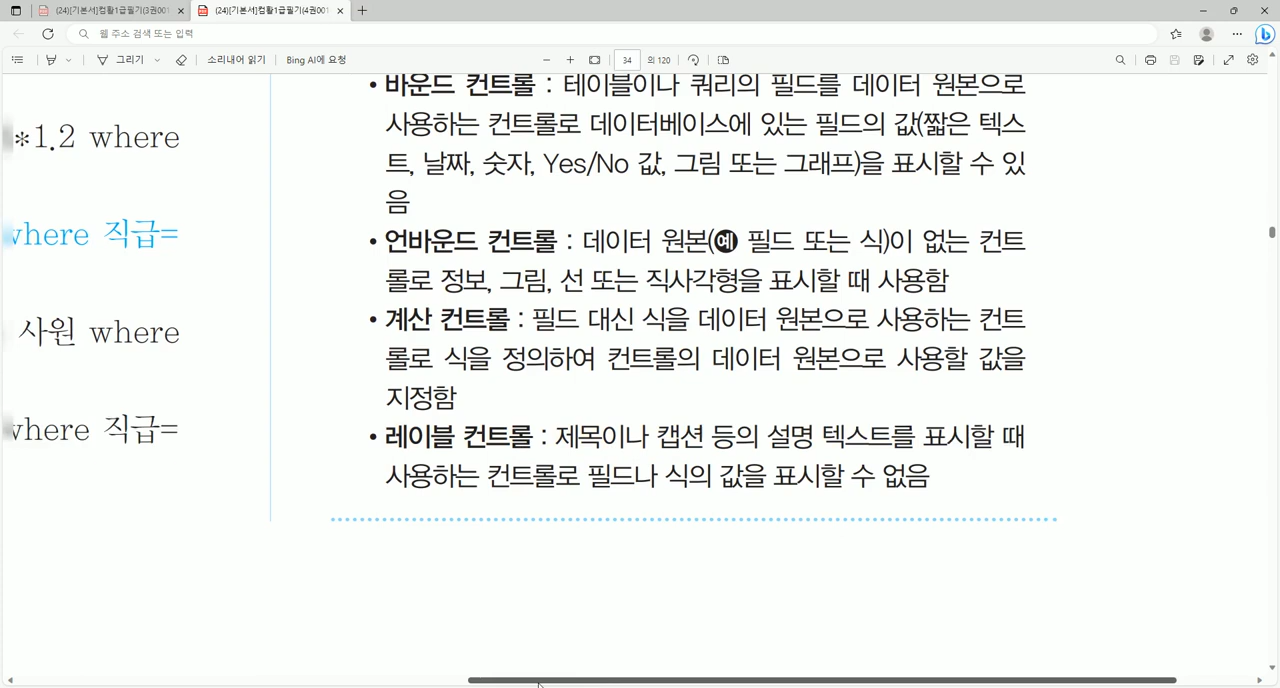 (24)[기본서]컴활1급필기(3권001
(24)[기본서]컴활1급필기(4권001
웹 주소 검색 또는 입력
그리기
소리내어 읽기
Bing AI에 요청
34
외 120
*1.2 where
where 직급=
사원 where
where 직급=
• 바운드 컨트롤 : 테이블이나 쿼리의 필드를 데이터 원본으로
사용하는 컨트롤로 데이터베이스에 있는 필드의 값(짧은 텍스
트, 날짜, 숫자, Yes/No 값, 그림 또는 그래프)을 표시할 수 있
음
• 언바운드 컨트롤 : 데이터 원본(예 필드 또는 식)이 없는 컨트
롤로 정보, 그림, 선 또는 직사각형을 표시할 때 사용함
• 계산 컨트롤 : 필드 대신 식을 데이터 원본으로 사용하는 컨트
롤로 식을 정의하여 컨트롤의 데이터 원본으로 사용할 값을
지정함
• 레이블 컨트롤 : 제목이나 캡션 등의 설명 텍스트를 표시할 때
사용하는 컨트롤로 필드나 식의 값을 표시할 수 없음